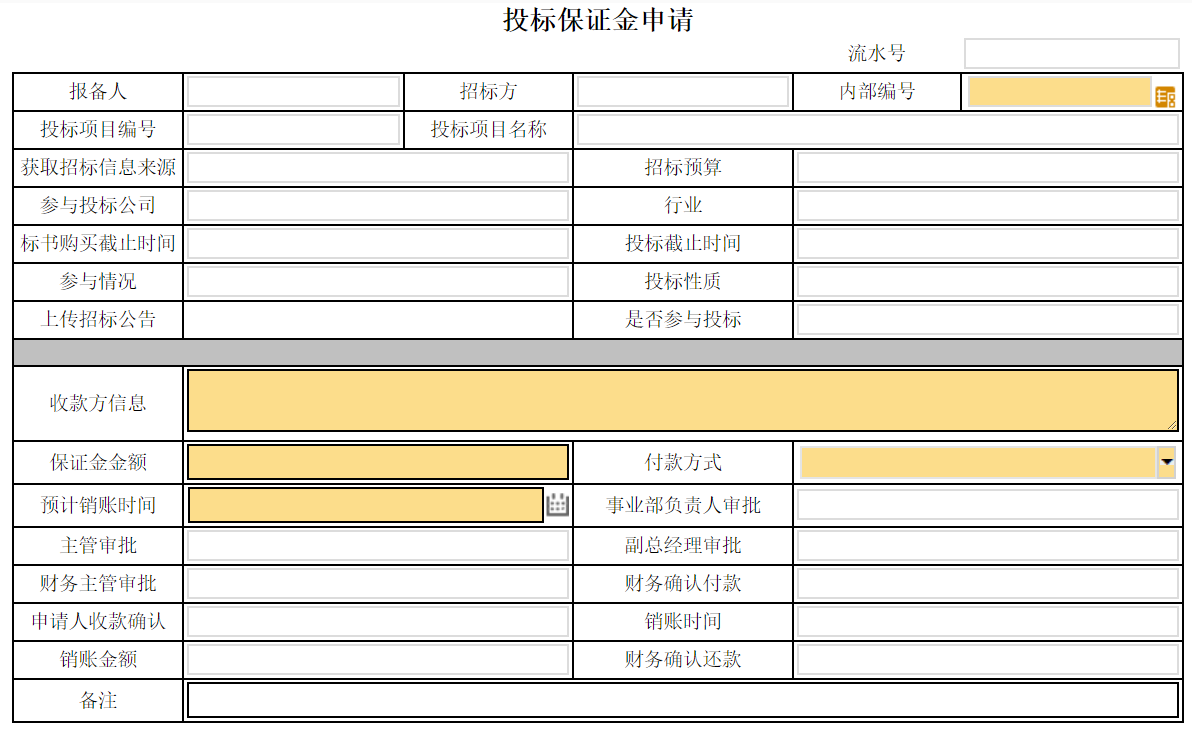 投标保证金申请
流水号
报备人 招标方 内部编号
投标项目编号 投标项目名称
获取招标信息来源 招标预算
参与投标公司 行业
标书购买截止时间 投标截止时间
参与情况 投标性质
上传招标公告 是否参与投标
收款方信息
保证金金额 付款方式
预计销账时间 事业部负责人审批
主管审批 副总经理审批
财务主管审批 财务确认付款
申请人收款确认 销账时间
销账金额 财务确认还款
备注